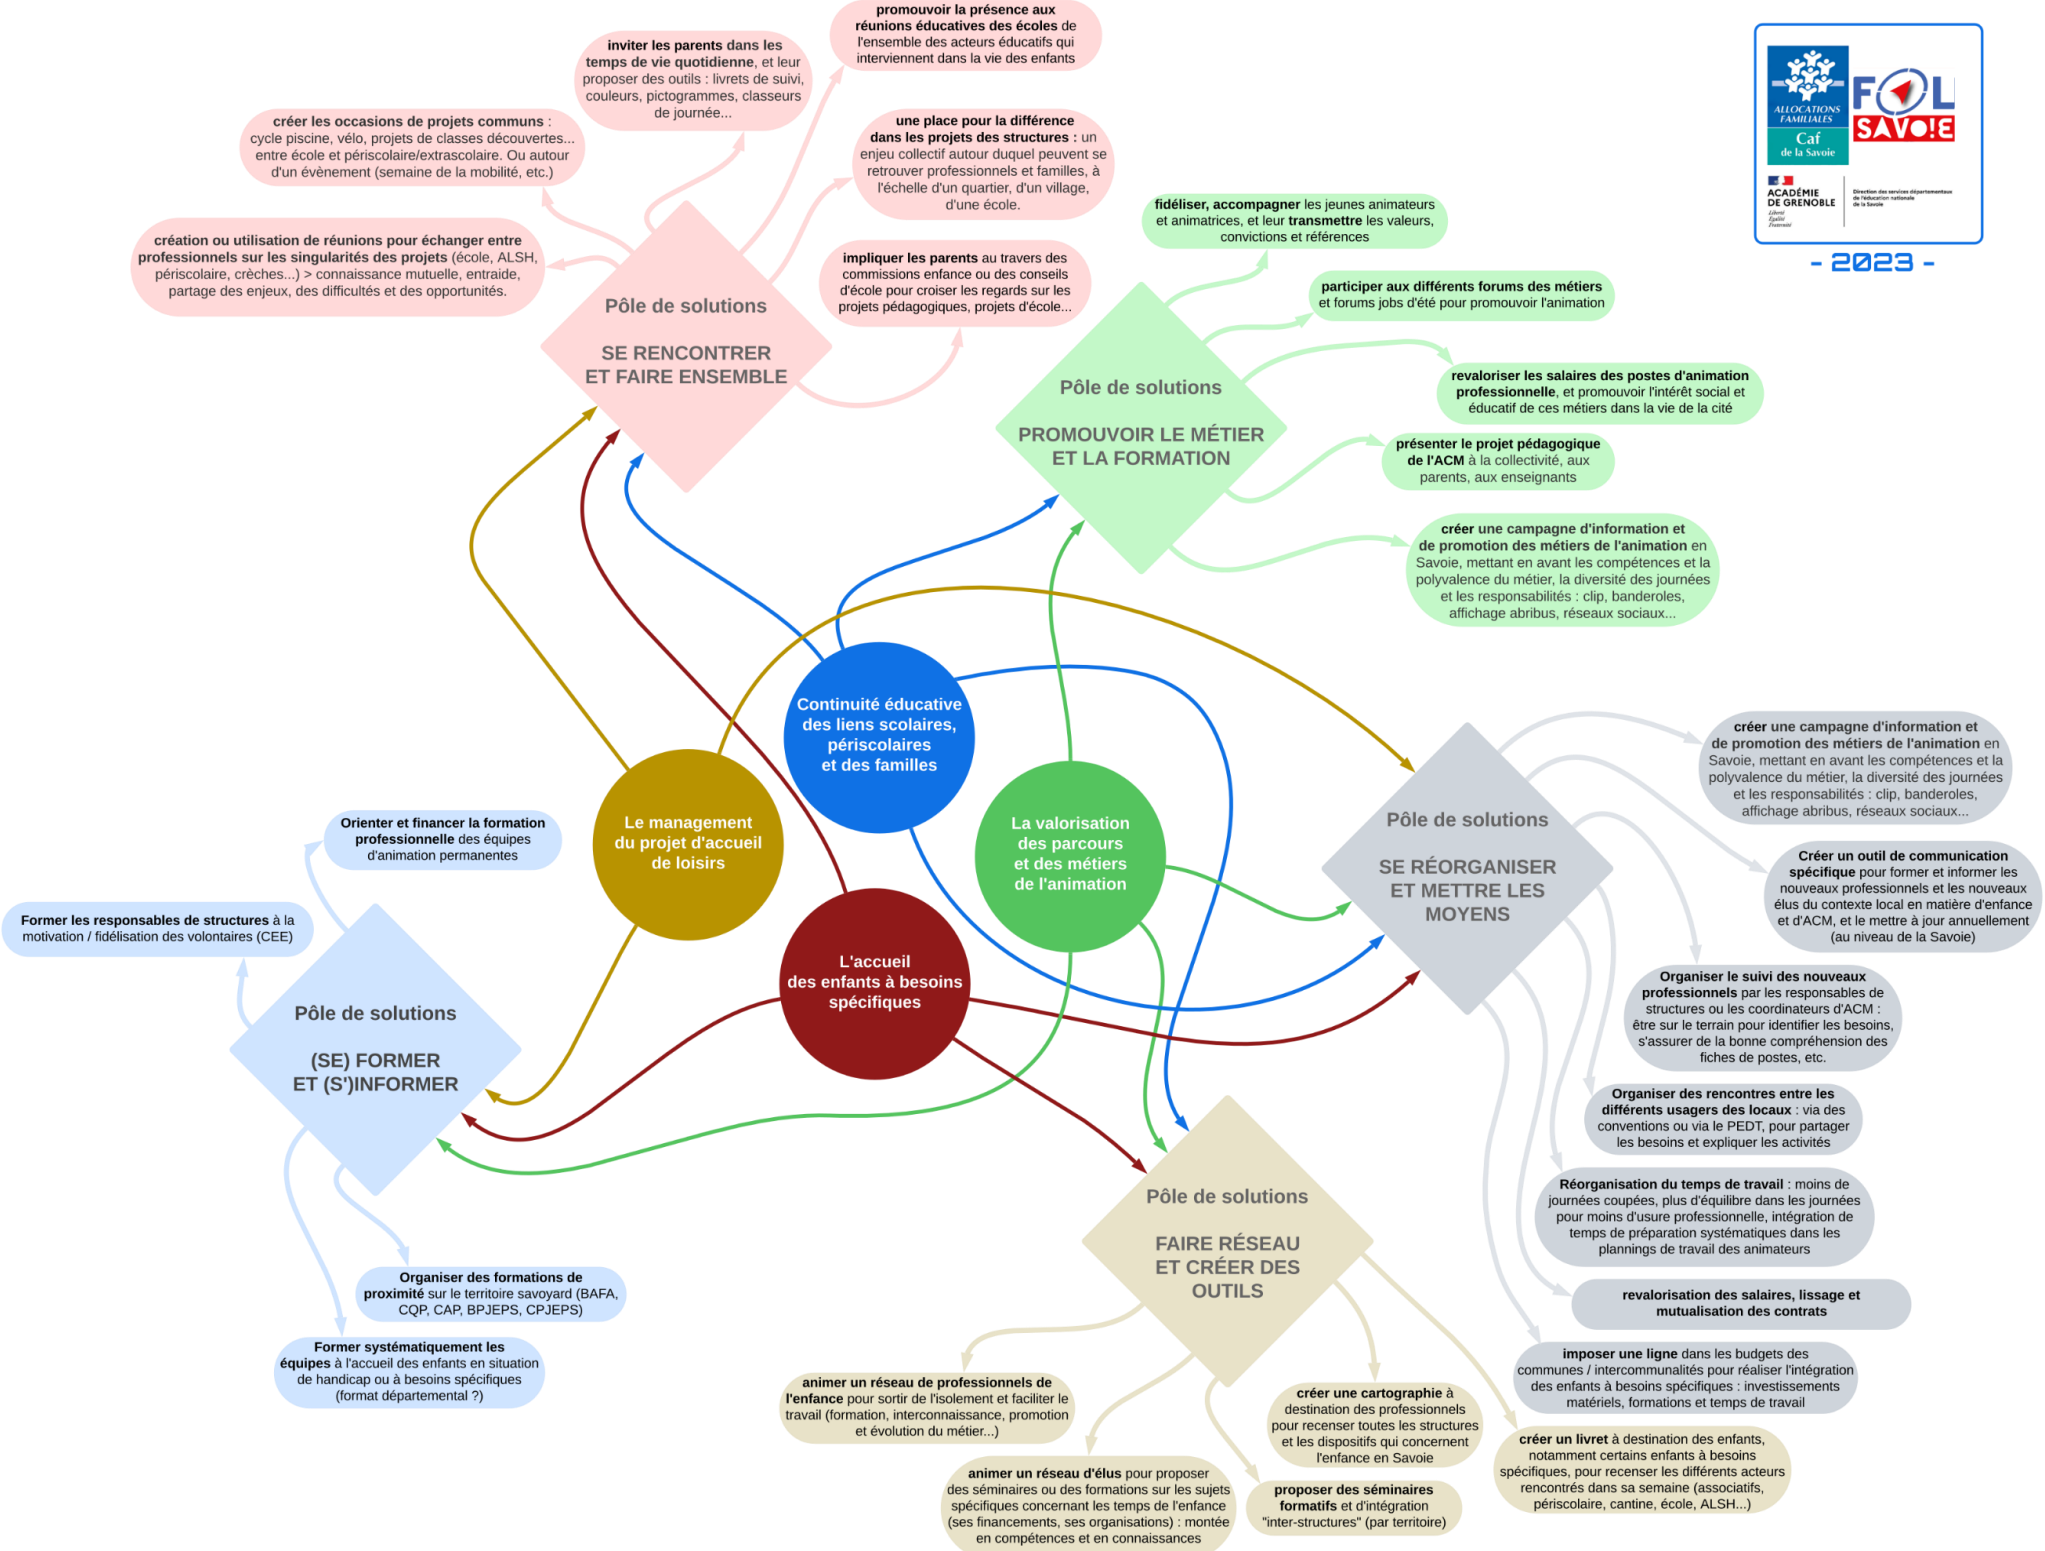 promouvoir la présence aux
réunions éducatives des écoles de
l'ensemble des acteurs éducatifs qui
interviennent dans la vie des enfants
inviter les parents dans les
temps de vie quotidienne, et leur
proposer des outils : livrets de suivi,
couleurs, pictogrammes, classeurs
de journée...
créer les occasions de projets communs :
cycle piscine, vélo, projets de classes découvertes...
entre école et périscolaire/extrascolaire. Ou autour
d'un évènement (semaine de la mobilité, etc.)
une place pour la différence
dans les projets des structures : un
enjeu collectif autour duquel peuvent se
retrouver professionnels et familles, à
l'échelle d'un quartier, d'un village,
d'une école.
création ou utilisation de réunions pour échanger entre
professionnels sur les singularités des projets (école, ALSH,
périscolaire, crèches...) > connaissance mutuelle, entraide,
partage des enjeux, des difficultés et des opportunités.
impliquer les parents au travers des
commissions enfance ou des conseils
d'école pour croiser les regards sur les
projets pédagogiques, projets d'école...
Pôle de solutions
SE RENCONTRER
ET FAIRE ENSEMBLE
ALLOCATIONS
FAMILIALES
Caf
de la Savoie
FOL
SAVO!E
ACADÉMIE
DE GRENOBLE
Liberté
Égalité
Fraternité
Direction des services départementaux
de l'éducation nationale
de la Savoie
- 2023 -
fidéliser, accompagner les jeunes animateurs
et animatrices, et leur transmettre les valeurs,
convictions et références
participer aux différents forums des métiers
et forums jobs d'été pour promouvoir l'animation
revaloriser les salaires des postes d'animation
professionnelle, et promouvoir l'intérêt social et
éducatif de ces métiers dans la vie de la cité
présenter le projet pédagogique
de l'ACM à la collectivité, aux
parents, aux enseignants
créer une campagne d'information et
de promotion des métiers de l'animation en
Savoie, mettant en avant les compétences et la
polyvalence du métier, la diversité des journées
et les responsabilités : clip, banderoles,
affichage abribus, réseaux sociaux...
Pôle de solutions
PROMOUVOIR LE MÉTIER
ET LA FORMATION
Continuité éducative
des liens scolaires,
périscolaires
et des familles
Le management
du projet d'accueil
de loisirs
La valorisation
des parcours
et des métiers
de l'animation
L'accueil
des enfants à besoins
spécifiques
Pôle de solutions
SE RÉORGANISER
ET METTRE LES
MOYENS
créer une campagne d'information et
de promotion des métiers de l'animation en
Savoie, mettant en avant les compétences et la
polyvalence du métier, la diversité des journées
et les responsabilités : clip, banderoles,
affichage abribus, réseaux sociaux...
Créer un outil de communication
spécifique pour former et informer les
nouveaux professionnels et les nouveaux
élus du contexte local en matière d'enfance
et d'ACM, et le mettre à jour annuellement
(au niveau de la Savoie)
Organiser le suivi des nouveaux
professionnels par les responsables de
structures ou les coordinateurs d'ACM :
être sur le terrain pour identifier les besoins,
s'assurer de la bonne compréhension des
fiches de postes, etc.
Organiser des rencontres entre les
différents usagers des locaux : via des
conventions ou via le PEDT, pour partager
les besoins et expliquer les activités
Réorganisation du temps de travail : moins de
journées coupées, plus d'équilibre dans les journées
pour moins d'usure professionnelle, intégration de
temps de préparation systématiques dans les
plannings de travail des animateurs
revalorisation des salaires, lissage et
mutualisation des contrats
imposer une ligne dans les budgets des
communes / intercommunalités pour réaliser l'intégration
des enfants à besoins spécifiques : investissements
matériels, formations et temps de travail
Orienter et financer la formation
professionnelle des équipes
d'animation permanentes
Former les responsables de structures à la
motivation / fidélisation des volontaires (CEE)
Pôle de solutions
(SE) FORMER
ET (S')INFORMER
Organiser des formations de
proximité sur le territoire savoyard (BAFA,
CQP, CAP, BPJEPS, CPJEPS)
Former systématiquement les
équipes à l'accueil des enfants en situation
de handicap ou à besoins spécifiques
(format départemental ?)
Pôle de solutions
FAIRE RÉSEAU
ET CRÉER DES
OUTILS
animer un réseau de professionnels de
l'enfance pour sortir de l'isolement et faciliter le
travail (formation, interconnaissance, promotion
et évolution du métier...)
animer un réseau d'élus pour proposer
des séminaires ou des formations sur les sujets
spécifiques concernant les temps de l'enfance
(ses financements, ses organisations) : montée
en compétences et en connaissances
créer une cartographie à
destination des professionnels
pour recenser toutes les structures
et les dispositifs qui concernent
l'enfance en Savoie
proposer des séminaires
formatifs et d'intégration
"inter-structures" (par territoire)
créer un livret à destination des enfants,
notamment certains enfants à besoins
spécifiques, pour recenser les différents acteurs
rencontrés dans sa semaine (associatifs,
périscolaire, cantine, école, ALSH...)